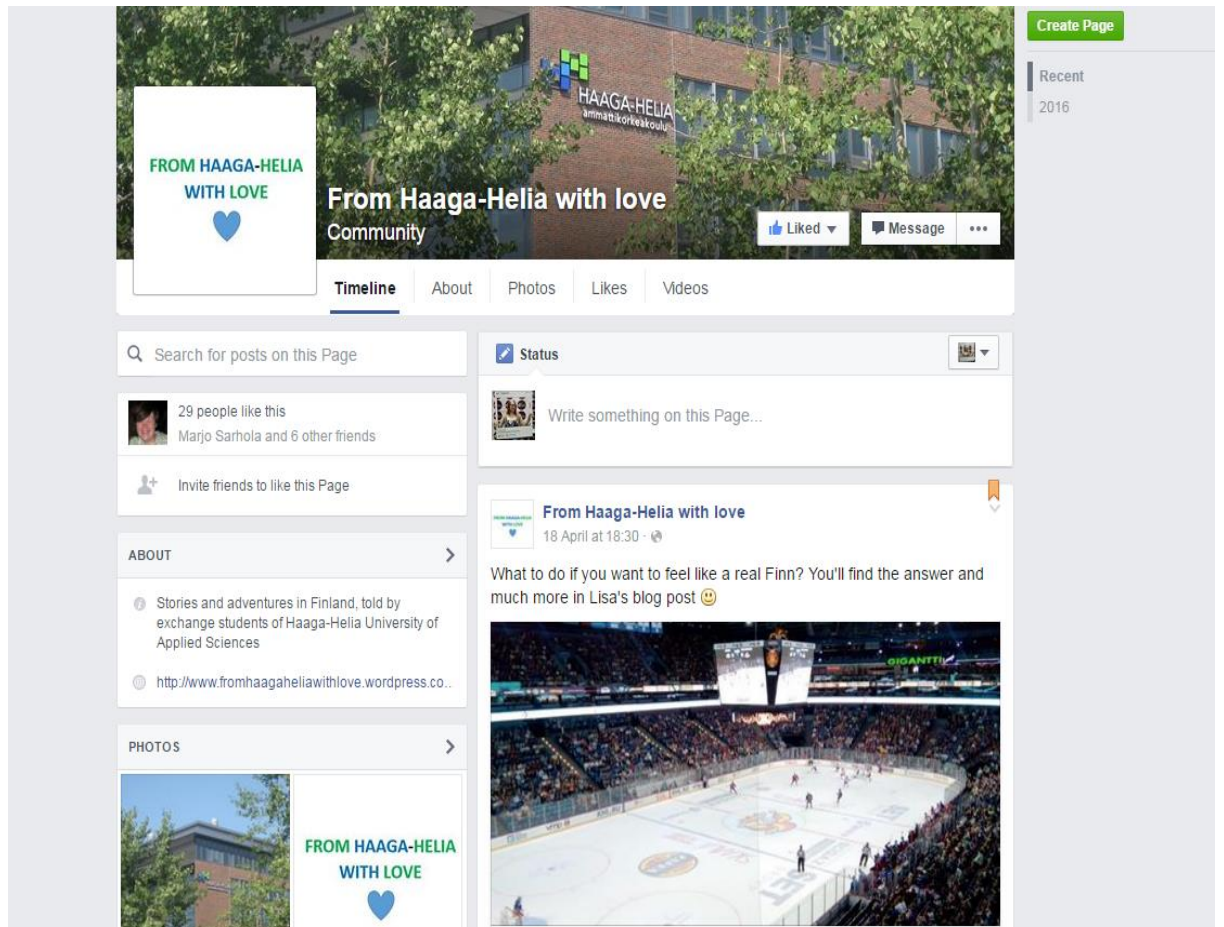 HAAGA-HELIA
ammattikorkeakoulu
FROM HAAGA-HELIA
WITH LOVE
From Haaga-Helia with love
Community
Liked
Message
Create Page
Recent
2016
Timeline
About
Photos
Likes
Videos
Search for posts on this Page
29 people like this
Marjo Sarhola and 6 other friends
Invite friends to like this Page
ABOUT
Stories and adventures in Finland, told by
exchange students of Haaga-Helia University of
Applied Sciences
http://www.fromhaagaheliawithlove.wordpress.co..
PHOTOS
FROM HAAGA-HELIA
WITH LOVE
Status
Write something on this Page...
From Haaga-Helia with love
18 April at 18:30 ·
What to do if you want to feel like a real Finn? You'll find the answer and
much more in Lisa's blog post
GIGANTTI